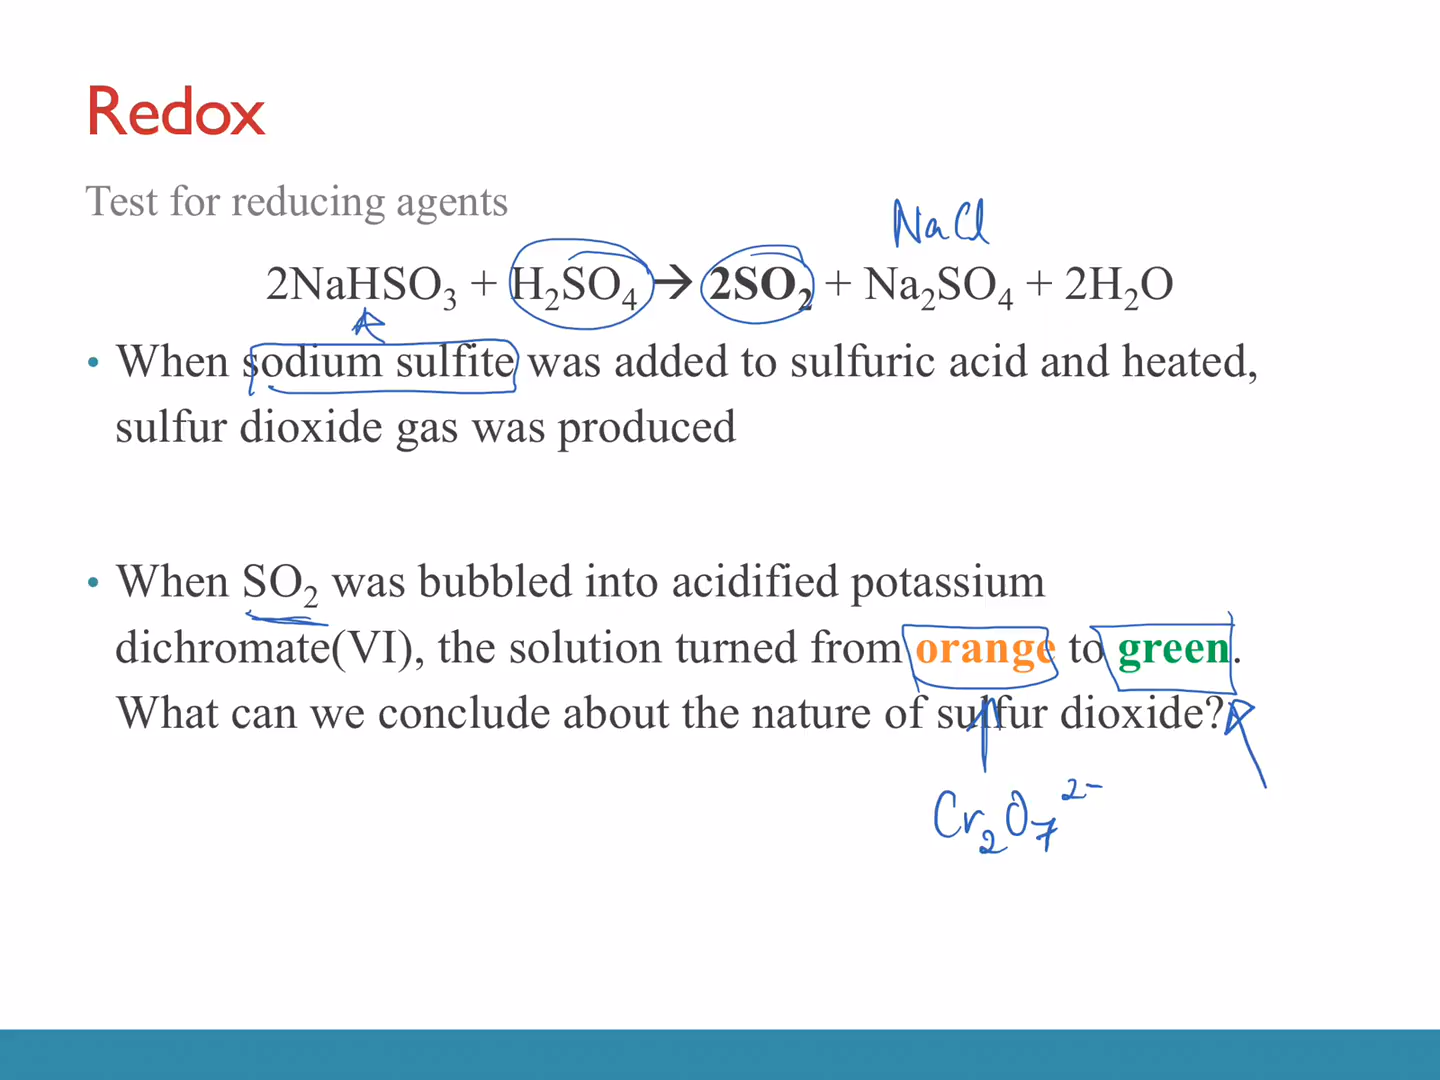 Redox
Test for reducing agents
NaCl
2NaHSO₃ + H₂SO₄ → 2SO₂ + Na₂SO₄ + 2H₂O
• When sodium sulfite was added to sulfuric acid and heated,
sulfur dioxide gas was produced
• When SO₂ was bubbled into acidified potassium
dichromate(VI), the solution turned from orange to green.
What can we conclude about the nature of sulfur dioxide?
Cr₂O₇²⁻